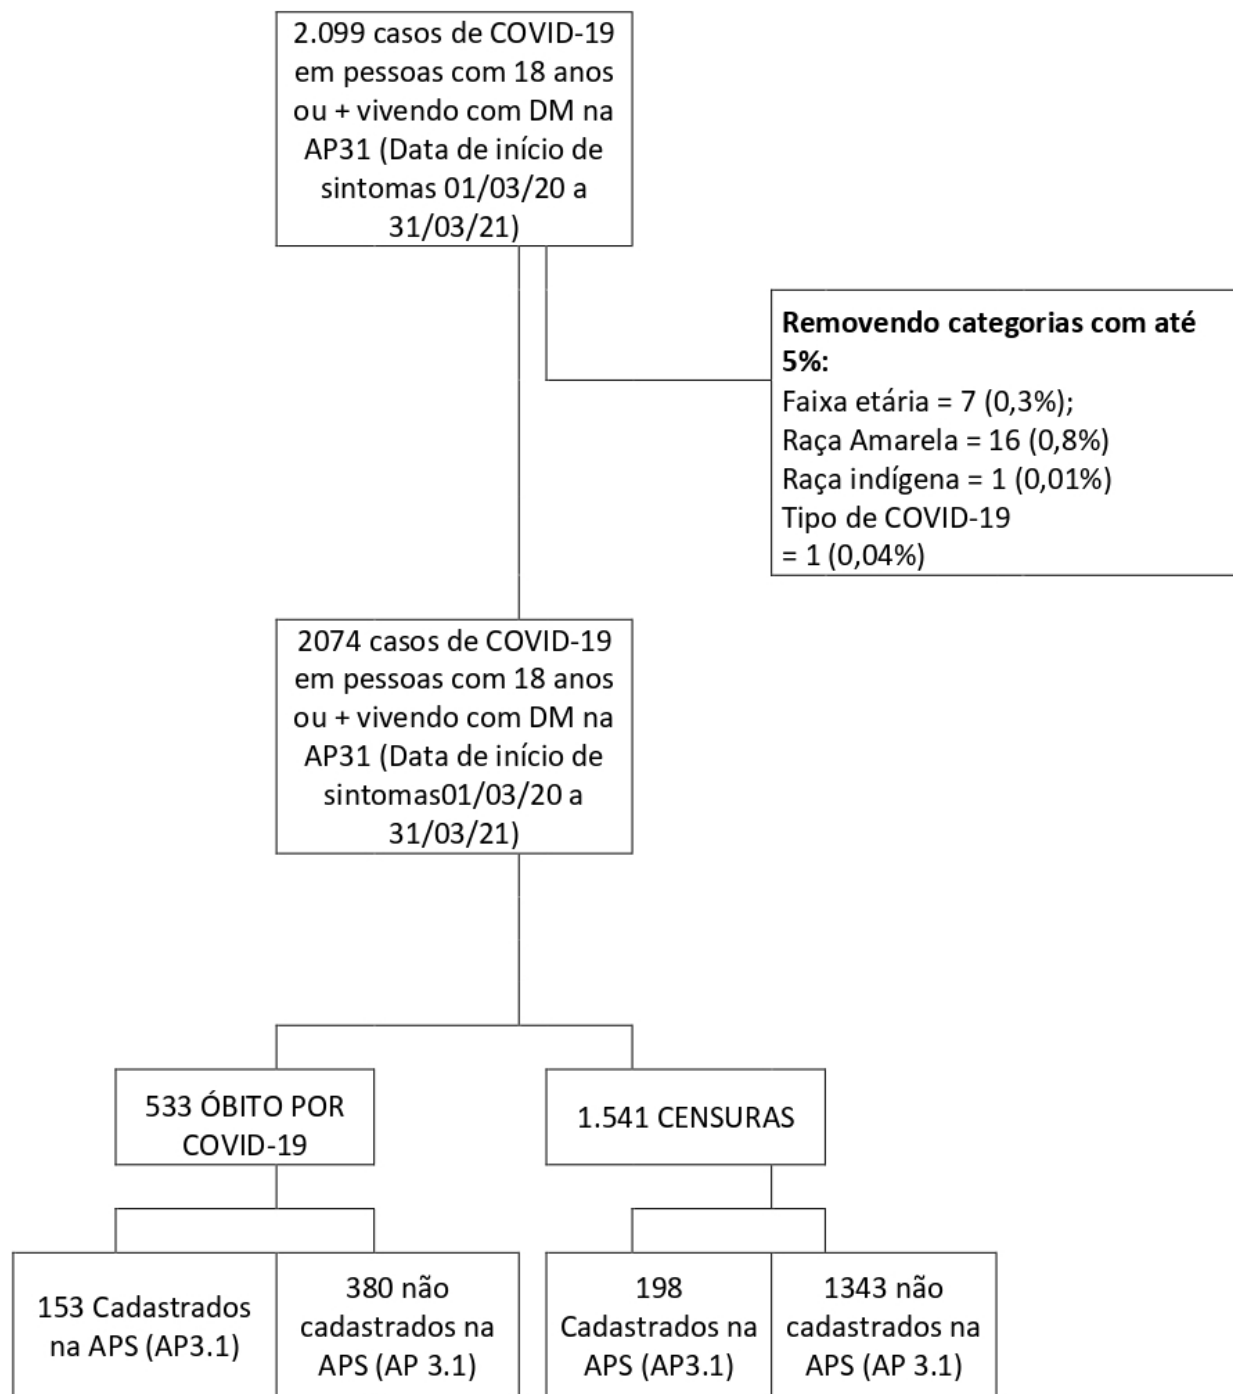 2.099 casos de COVID-19
em pessoas com 18 anos
ou + vivendo com DM na
AP31 (Data de início de
sintomas 01/03/20 a
31/03/21)
Removendo categorias com até
5%:
Faixa etária = 7 (0,3%);
Raça Amarela = 16 (0,8%)
Raça indígena = 1 (0,01%)
Tipo de COVID-19
= 1 (0,04%)
2074 casos de COVID-19
em pessoas com 18 anos
ou + vivendo com DM na
AP31 (Data de início de
sintomas01/03/20 a
31/03/21)
533 ÓBITO POR
COVID-19
1.541 CENSURAS
153 Cadastrados
na APS (AP3.1)
380 não
cadastrados na
APS (AP 3.1)
198
Cadastrados na
APS (AP3.1)
1343 não
cadastrados na
APS (AP 3.1)